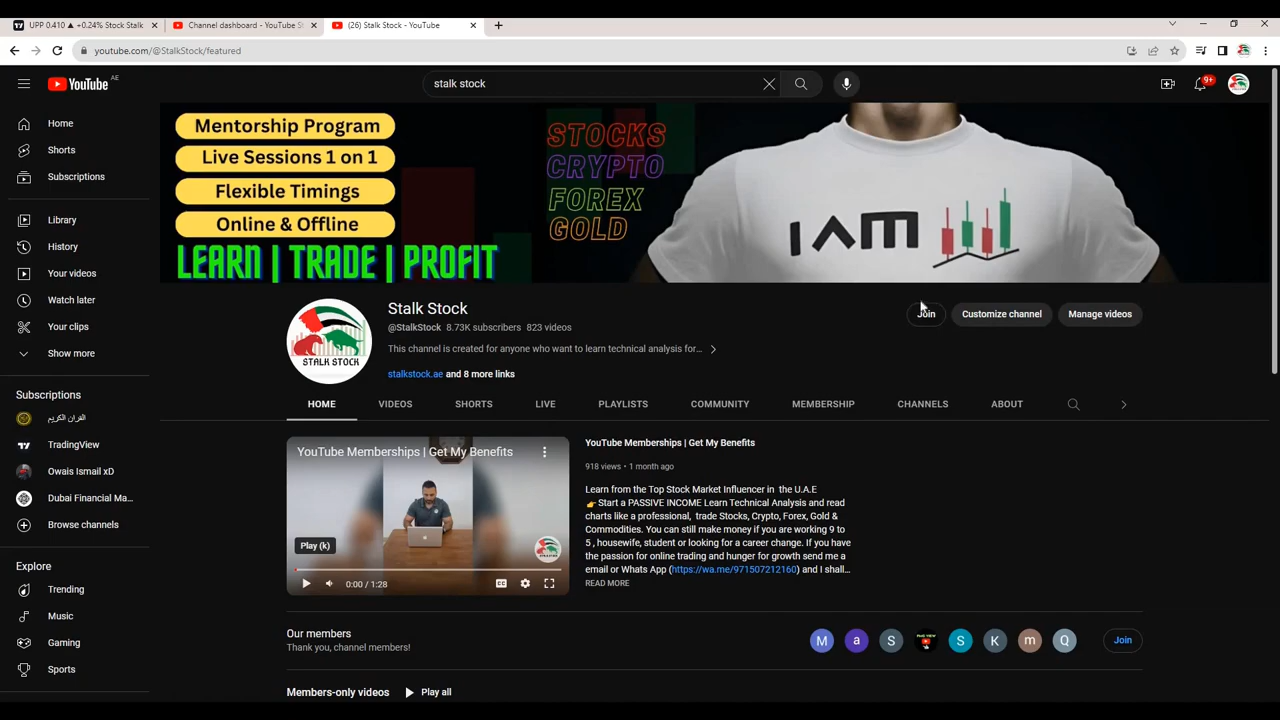 UPP 0.410 ▲ +0.24% Stock Stalk
Channel dashboard - YouTube St
(26) Stalk Stock - YouTube
youtube.com/@StalkStock/featured
YouTube AE
stalk stock
9+
Home
Shorts
Subscriptions
Library
History
Your videos
Watch later
Your clips
Show more
Subscriptions
القران الكريم
TradingView
Owais Ismail xD
Dubai Financial Ma...
Browse channels
Explore
Trending
Music
Gaming
Sports
Mentorship Program
Live Sessions 1 on 1
Flexible Timings
Online & Offline
LEARN | TRADE | PROFIT
STOCKS
CRYPTO
FOREX
GOLD
I AM
STALK STOCK
Stalk Stock
@StalkStock 8.73K subscribers 823 videos
This channel is created for anyone who want to learn technical analysis for...
stalkstock.ae and 8 more links
Join
Customize channel
Manage videos
HOME
VIDEOS
SHORTS
LIVE
PLAYLISTS
COMMUNITY
MEMBERSHIP
CHANNELS
ABOUT
YouTube Memberships | Get My Benefits
Play (k)
0:00 / 1:28
YouTube Memberships | Get My Benefits
918 views • 1 month ago
Learn from the Top Stock Market Influencer in the U.A.E
👉 Start a PASSIVE INCOME Learn Technical Analysis and read
charts like a professional, trade Stocks, Crypto, Forex, Gold &
Commodities. You can still make money if you are working 9 to
5 , housewife, student or looking for a career change. If you have
the passion for online trading and hunger for growth send me a
email or Whats App (https://wa.me/971507212160) and I shall...
READ MORE
Our members
Thank you, channel members!
M
a
S
S
K
m
Q
Join
Members-only videos
Play all